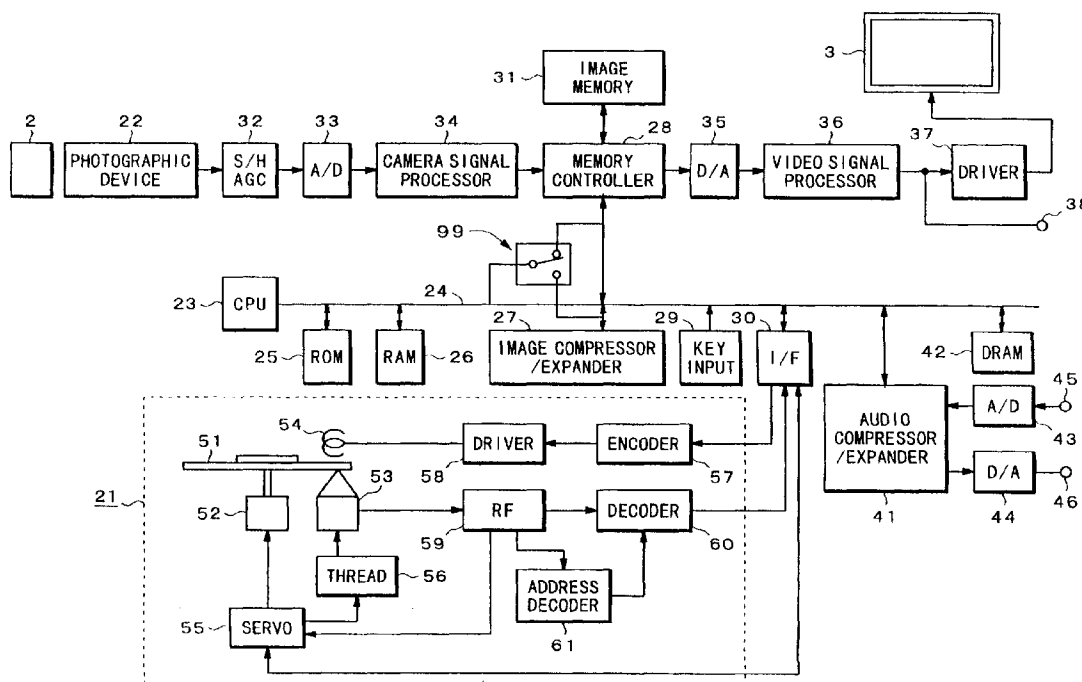 3
31
IMAGE
MEMORY
2
22
PHOTOGRAPHIC
DEVICE
32
S/H
AGC
33
A/D
34
CAMERA SIGNAL
PROCESSOR
28
MEMORY
CONTROLLER
35
D/A
36
VIDEO SIGNAL
PROCESSOR
37
DRIVER
38
99
23
CPU
24
25
ROM
RAM
26
27
IMAGE COMPRESSOR
/EXPANDER
29
KEY
INPUT
30
I/F
42
DRAM
45
A/D
43
AUDIO
COMPRESSOR
/EXPANDER
41
D/A
44
46
21
51
52
54
53
DRIVER
58
ENCODER
57
RF
59
DECODER
60
THREAD
56
ADDRESS
DECODER
61
55
SERVO